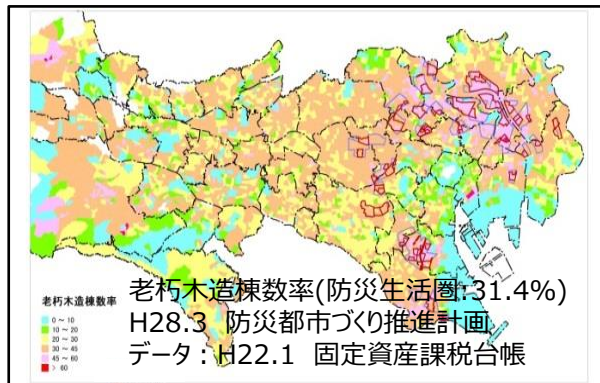 老朽木造棟数率
0 ～ 10
10 ～ 20
20 ～ 30
30 ～ 45
45 ～ 60
> 60
老朽木造棟数率(防災生活圏:31.4%)
H28.3 防災都市づくり推進計画
データ：H22.1 固定資産課税台帳